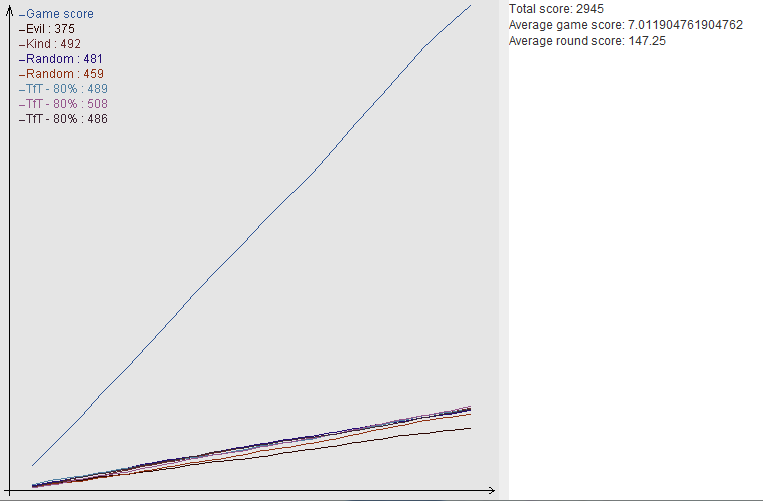 Game score
Evil : 375
Kind : 492
Random : 481
Random : 459
TfT - 80% : 489
TfT - 80% : 508
TfT - 80% : 486
Total score: 2945
Average game score: 7.011904761904762
Average round score: 147.25